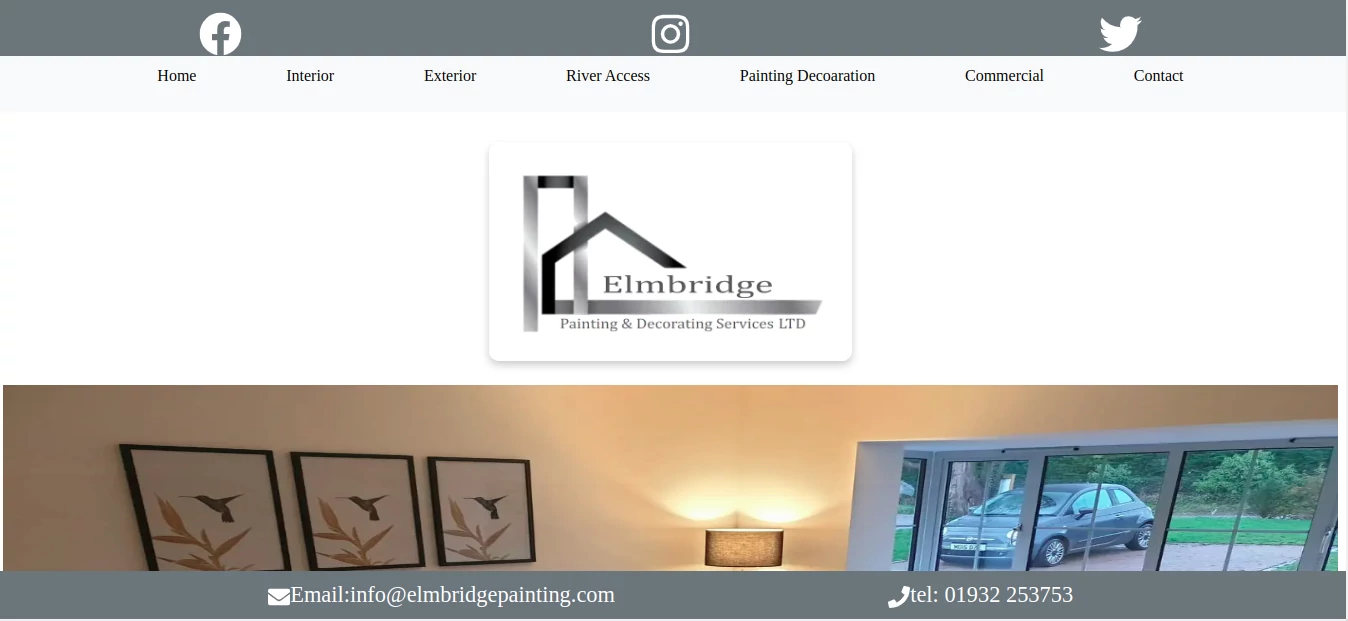 Home Interior Exterior River Access Painting Decoaration Commercial Contact
Elmbridge
Painting & Decorating Services LTD
Email:info@elmbridgepainting.com tel: 01932 253753